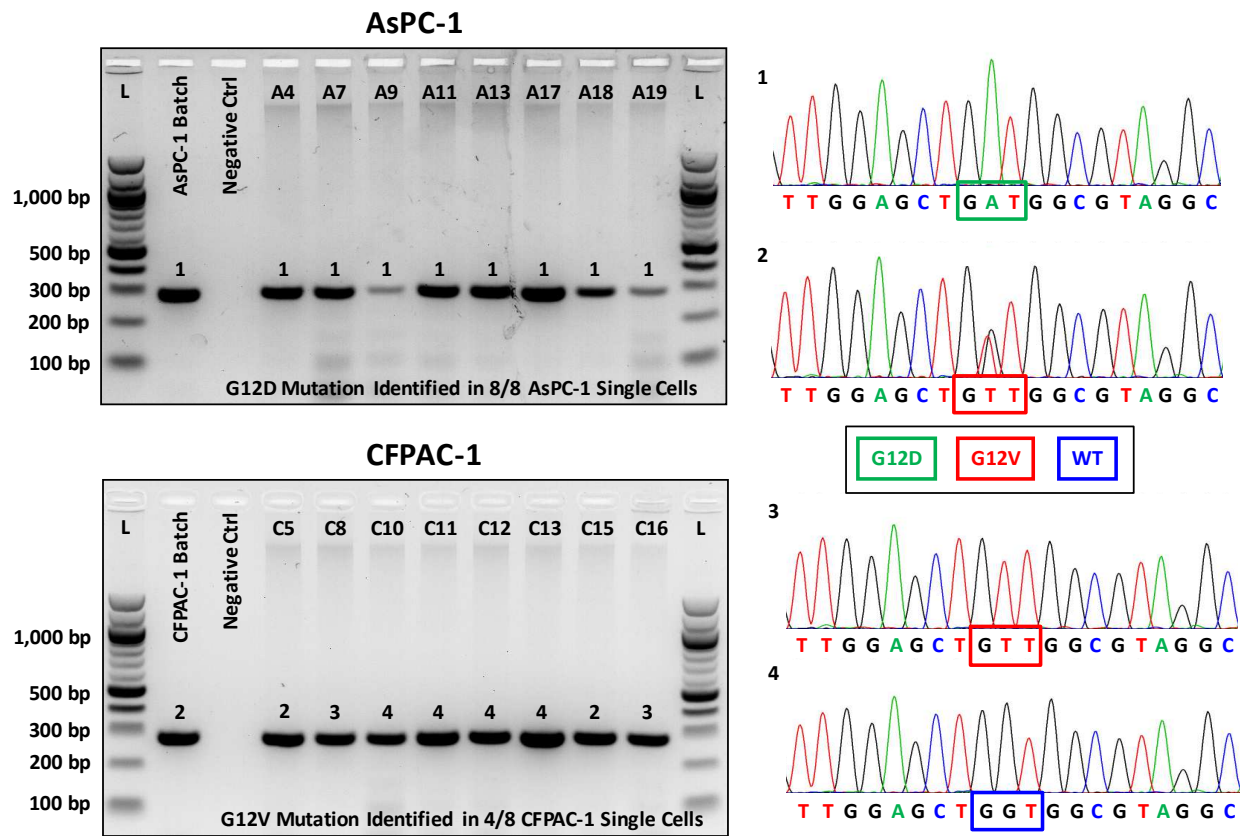 AsPC-1
L
AsPC-1 Batch
Negative Ctrl
A4 A7 A9 A11 A13 A17 A18 A19
L
1,000 bp
500 bp
300 bp
200 bp
100 bp
1 1 1 1 1 1 1 1 1
G12D Mutation Identified in 8/8 AsPC-1 Single Cells
CFPAC-1
L
CFPAC-1 Batch
Negative Ctrl
C5 C8 C10 C11 C12 C13 C15 C16
L
1,000 bp
500 bp
300 bp
200 bp
100 bp
2 2 3 4 4 4 4 2 3
G12V Mutation Identified in 4/8 CFPAC-1 Single Cells
1
T T G G A G C T G A T G G C G T A G G C
2
T T G G A G C T G T T G G C G T A G G C
G12D G12V WT
3
T T G G A G C T G T T G G C G T A G G C
4
T T G G A G C T G G T G G C G T A G G C